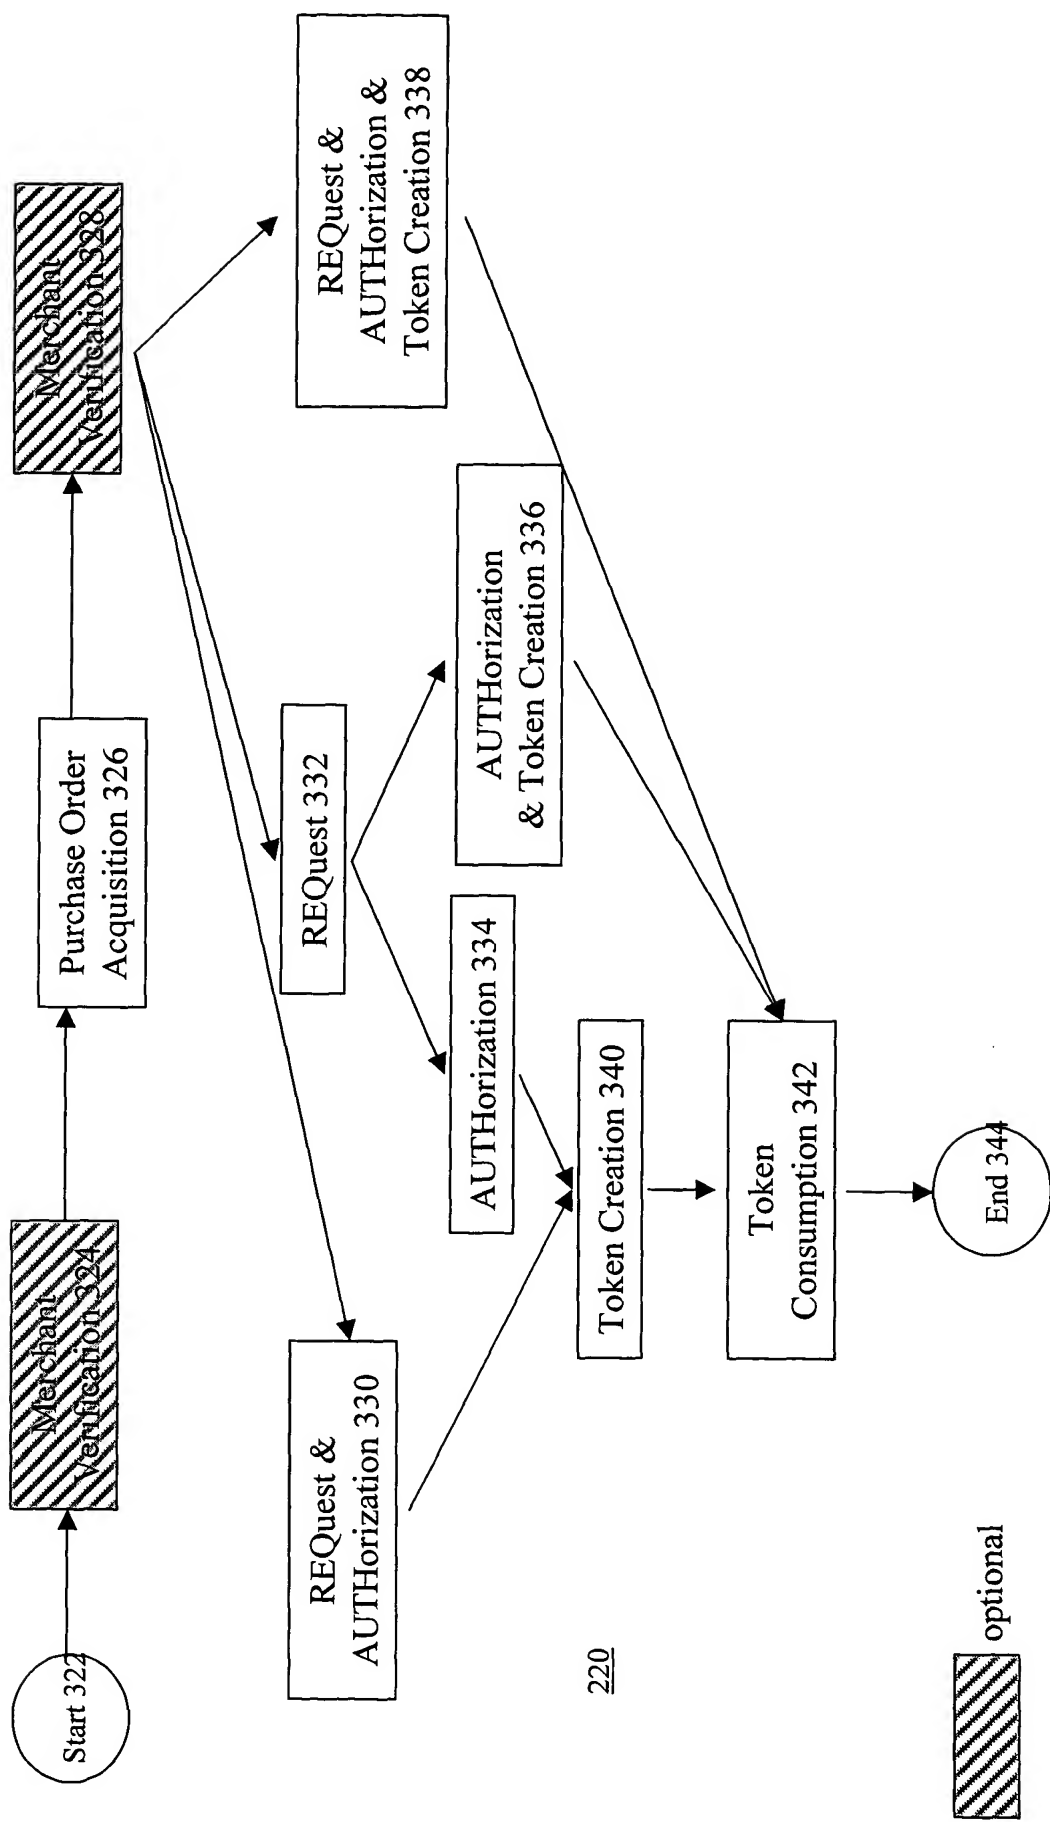 Start 322
Merchant
Verification 324
Purchase Order
Acquisition 326
Merchant
Verification 328
REQuest &
AUTHorization 330
REQuest 332
REQuest &
AUTHorization &
Token Creation 338
AUTHorization 334
AUTHorization
& Token Creation 336
Token Creation 340
Token
Consumption 342
End 344
220
optional